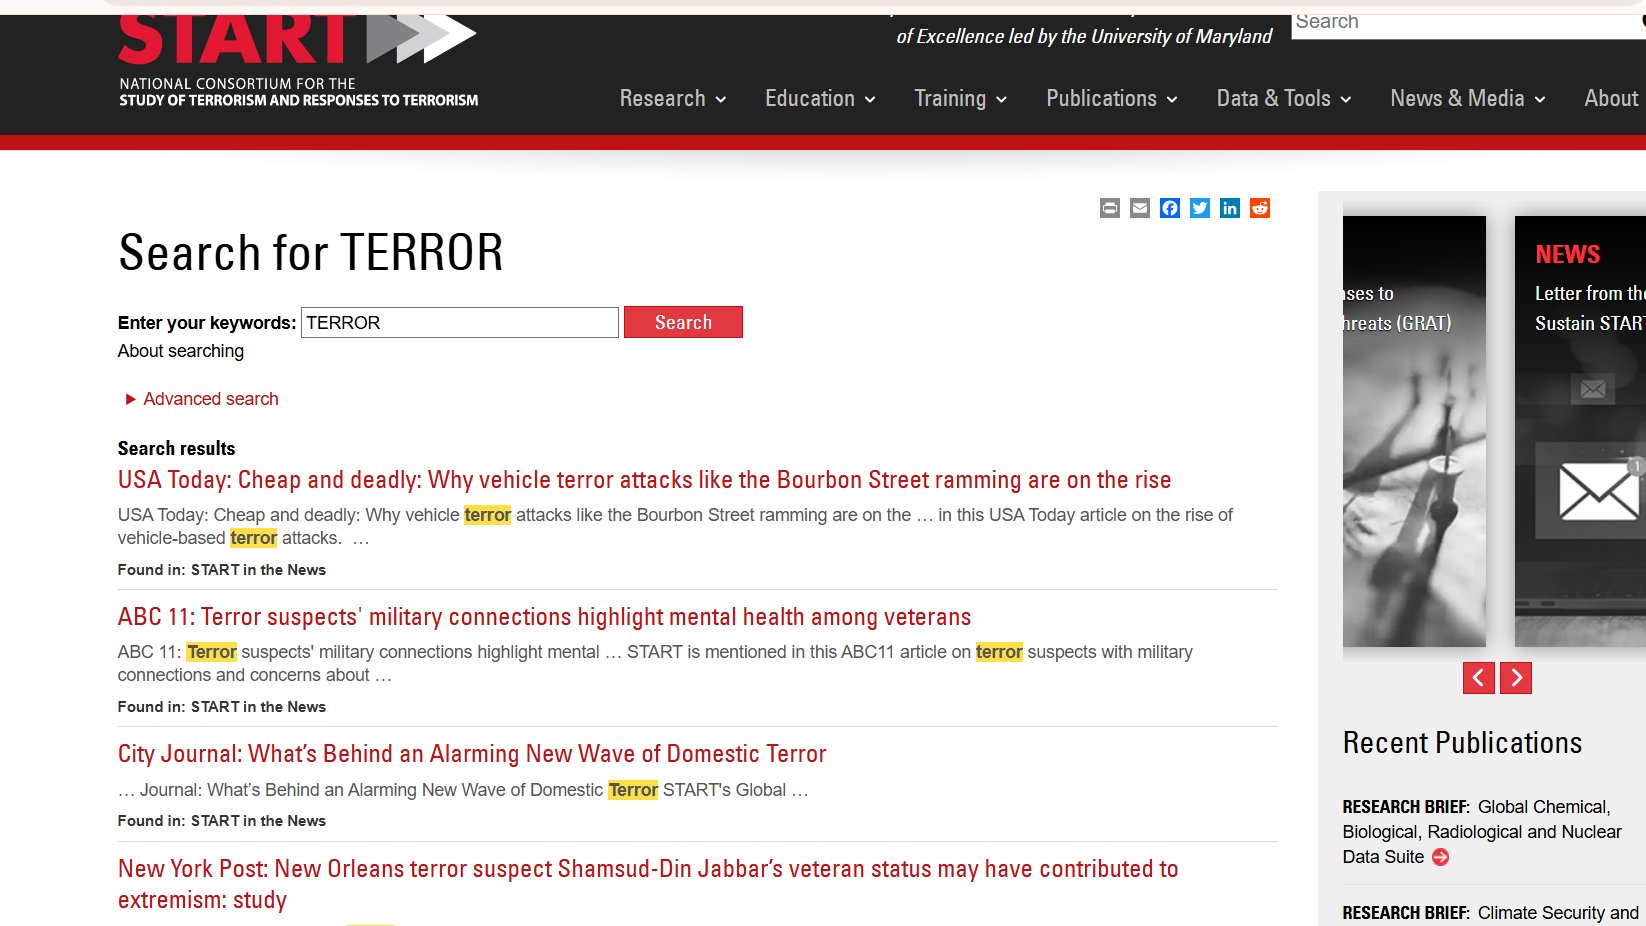 START
NATIONAL CONSORTIUM FOR THE
STUDY OF TERRORISM AND RESPONSES TO TERRORISM
of Excellence led by the University of Maryland
Search
Research
Education
Training
Publications
Data & Tools
News & Media
About
Search for TERROR
Enter your keywords: TERROR Search
About searching
Advanced search
Search results
USA Today: Cheap and deadly: Why vehicle terror attacks like the Bourbon Street ramming are on the rise
USA Today: Cheap and deadly: Why vehicle terror attacks like the Bourbon Street ramming are on the … in this USA Today article on the rise of
vehicle-based terror attacks. …
Found in: START in the News
ABC 11: Terror suspects' military connections highlight mental health among veterans
ABC 11: Terror suspects' military connections highlight mental … START is mentioned in this ABC11 article on terror suspects with military
connections and concerns about …
Found in: START in the News
City Journal: What’s Behind an Alarming New Wave of Domestic Terror
… Journal: What’s Behind an Alarming New Wave of Domestic Terror START's Global …
Found in: START in the News
New York Post: New Orleans terror suspect Shamsud-Din Jabbar’s veteran status may have contributed to
extremism: study
ses to
hreats (GRAT)
NEWS
Letter from the
Sustain START
1
Recent Publications
RESEARCH BRIEF: Global Chemical,
Biological, Radiological and Nuclear
Data Suite
RESEARCH BRIEF: Climate Security and